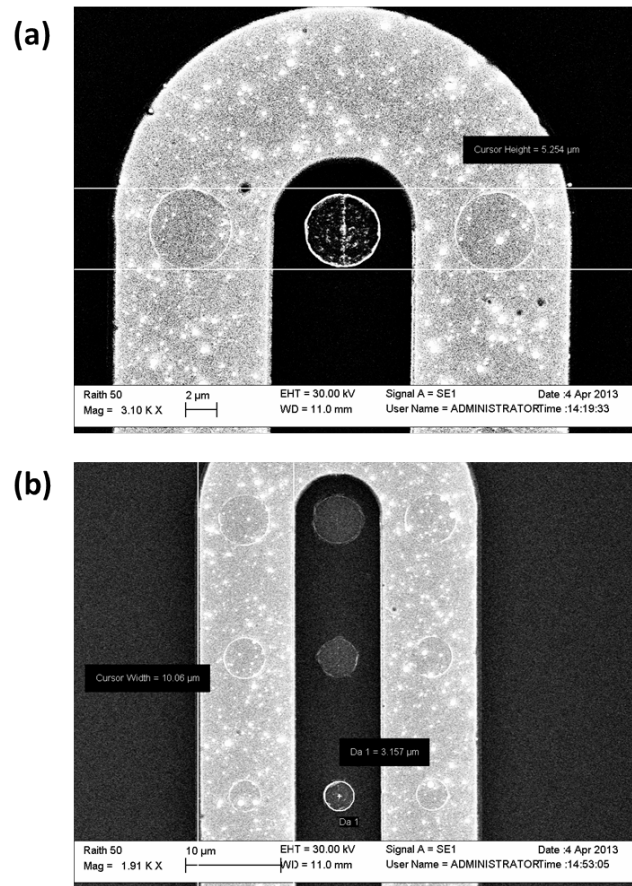 (a)
Cursor Height = 5.254 µm
Raith 50 2 µm EHT = 30.00 kV Signal A = SE1 Date :4 Apr 2013
Mag = 3.10 K X WD = 11.0 mm User Name = ADMINISTRATOR Time :14:19:33
(b)
Cursor Width = 10.06 µm
Da 1 = 3.157 µm
Da 1
Raith 50 10 µm EHT = 30.00 kV Signal A = SE1 Date :4 Apr 2013
Mag = 1.91 K X WD = 11.0 mm User Name = ADMINISTRATOR Time :14:53:05